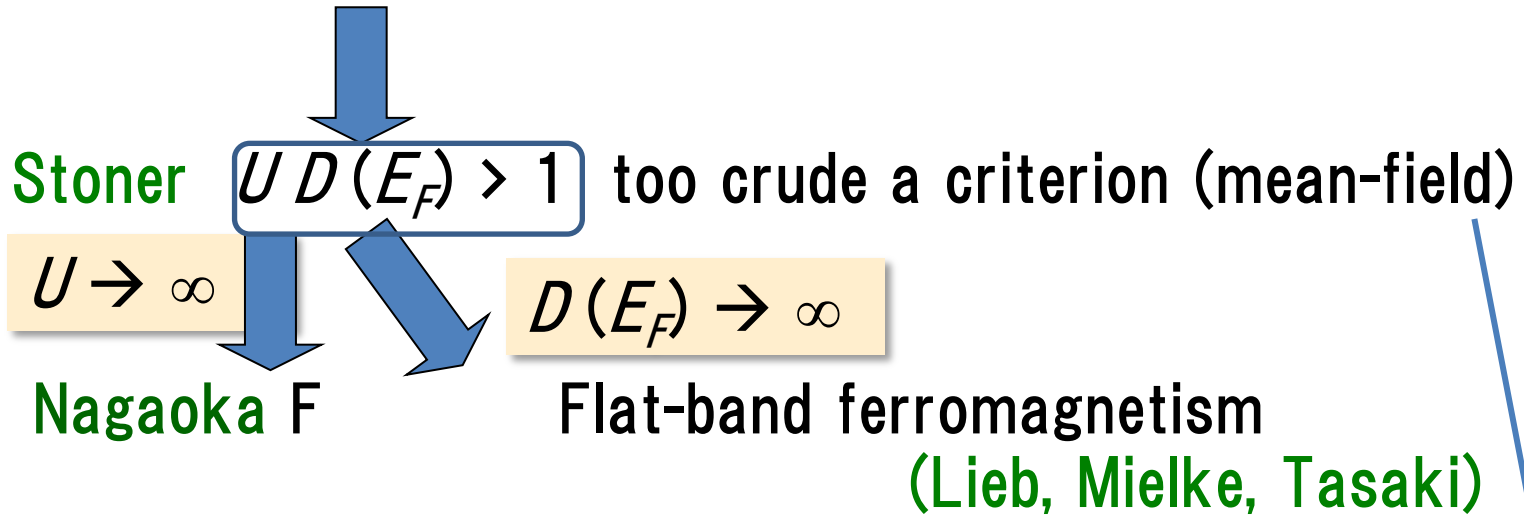 Stoner U D (E_F) > 1 too crude a criterion (mean-field)
U → ∞
D (E_F) → ∞
Nagaoka F Flat-band ferromagnetism
(Lieb, Mielke, Tasaki)